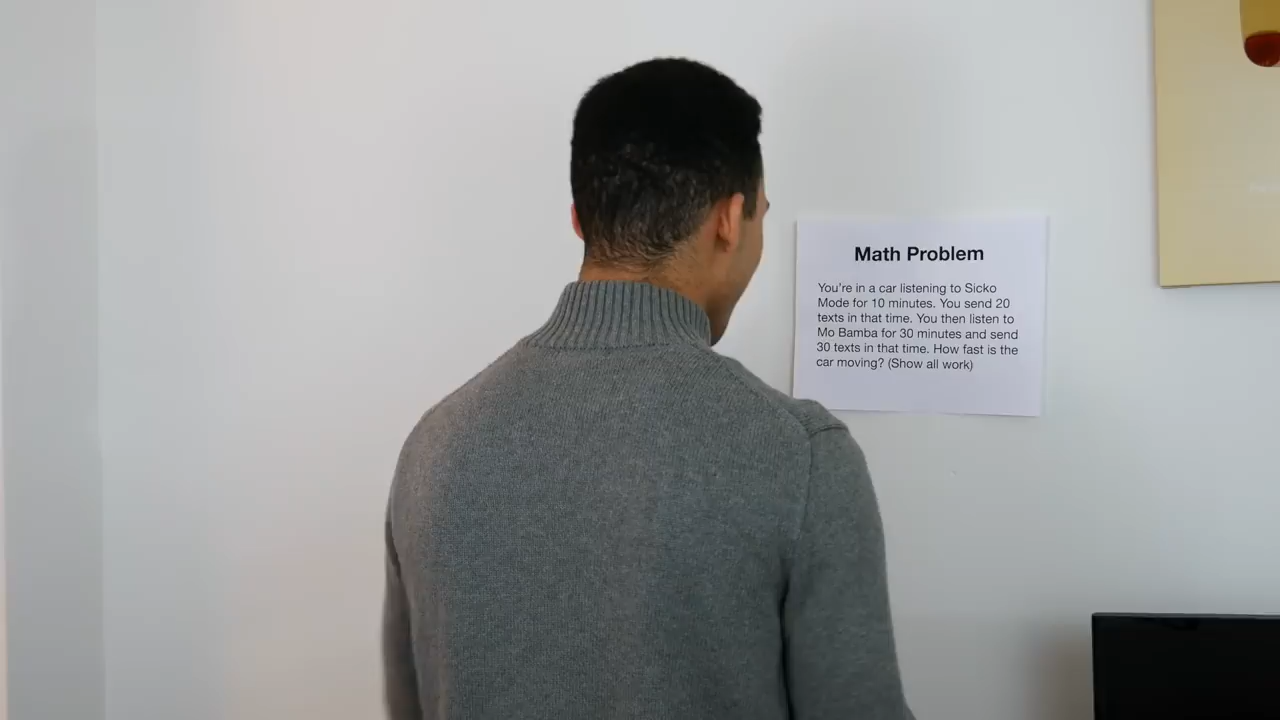 Math Problem
You're in a car listening to Sicko
Mode for 10 minutes. You send 20
texts in that time. You then listen to
Mo Bamba for 30 minutes and send
30 texts in that time. How fast is the
car moving? (Show all work)